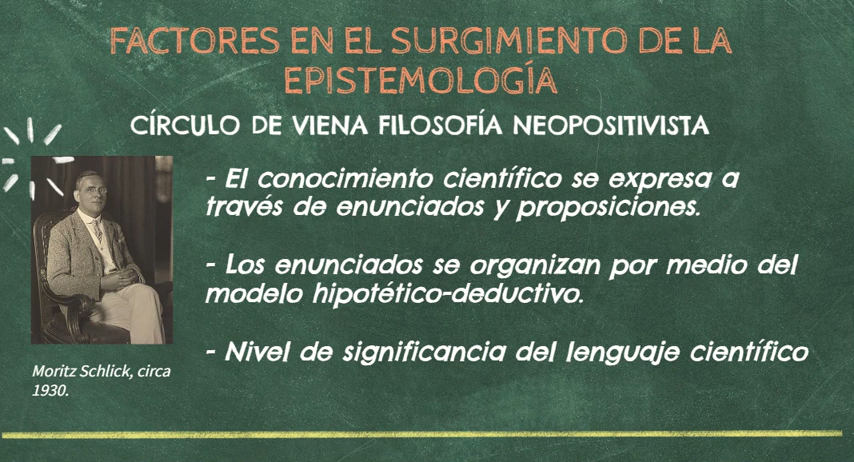 FACTORES EN EL SURGIMIENTO DE LA
EPISTEMOLOGÍA
CÍRCULO DE VIENA FILOSOFÍA NEOPOSITIVISTA
- El conocimiento científico se expresa a
través de enunciados y proposiciones.
- Los enunciados se organizan por medio del
modelo hipotético-deductivo.
- Nivel de significancia del lenguaje científico
Moritz Schlick, circa
1930.